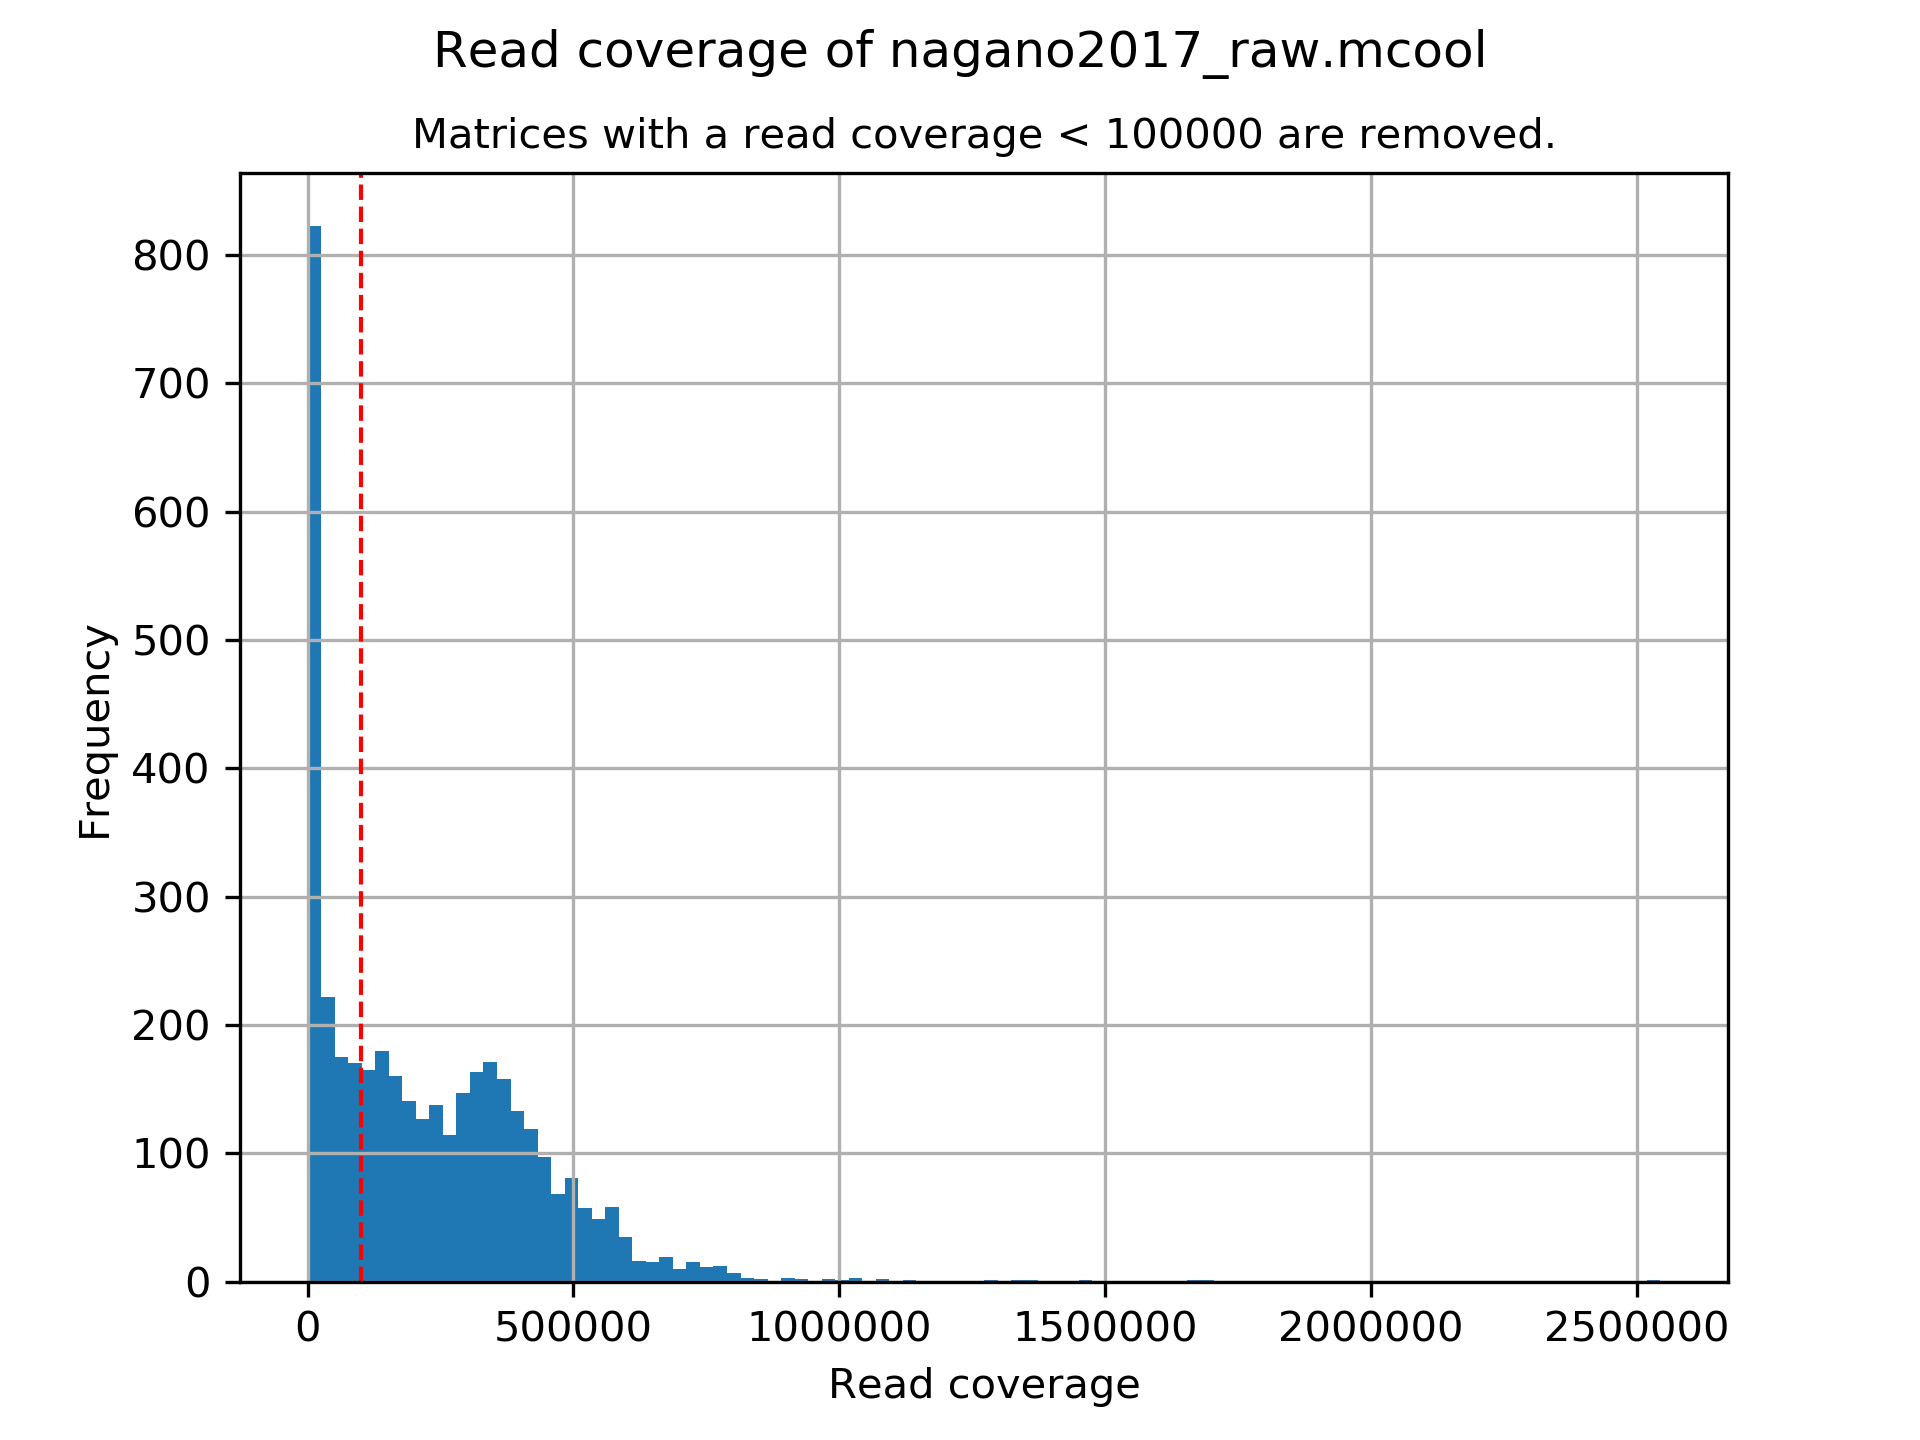 Read coverage of nagano2017_raw.mcool
Matrices with a read coverage < 100000 are removed.
800
700
600
500
400
300
200
100
0
Frequency
0 500000 1000000 1500000 2000000 2500000
Read coverage